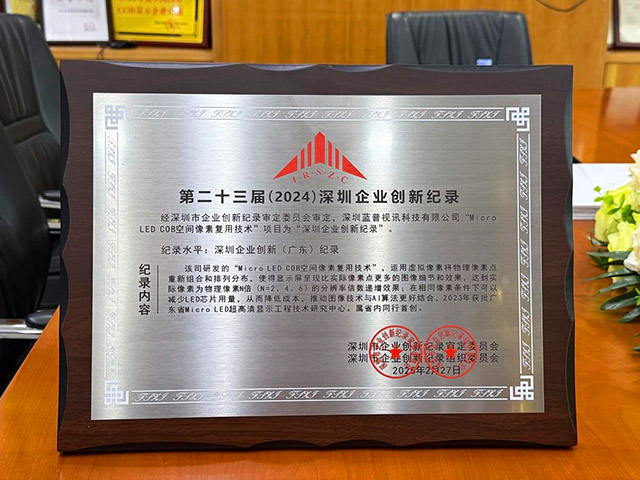 I·R·S·Z·C
第二十三届(2024)深圳企业创新纪录
经深圳市企业创新纪录审定委员会审定，深圳蓝普视讯科技有限公司“Micro
LED COB空间像素复用技术”项目为“深圳企业创新纪录”。
纪录水平：深圳企业创新（广东）纪录
纪录内容
该司研发的“Micro LED COB空间像素复用技术”，运用虚拟像素将物理像素点
重新组合和排列分布，使得显示屏呈现比实际像素点更多的图像细节和效果，达到实
际像素为物理像素N倍（N=2、4、6）的分辨率倍数递增效果；在相同像素条件下可以
减少LED芯片用量，从而降低成本，推动图像技术与AI算法更好结合，2023年获批广
东省Micro LED超高清显示工程技术研究中心。属省内同行首创。
深圳市企业创新纪录审定委员会
深圳市企业创新纪录组织委员会
2025年2月27日